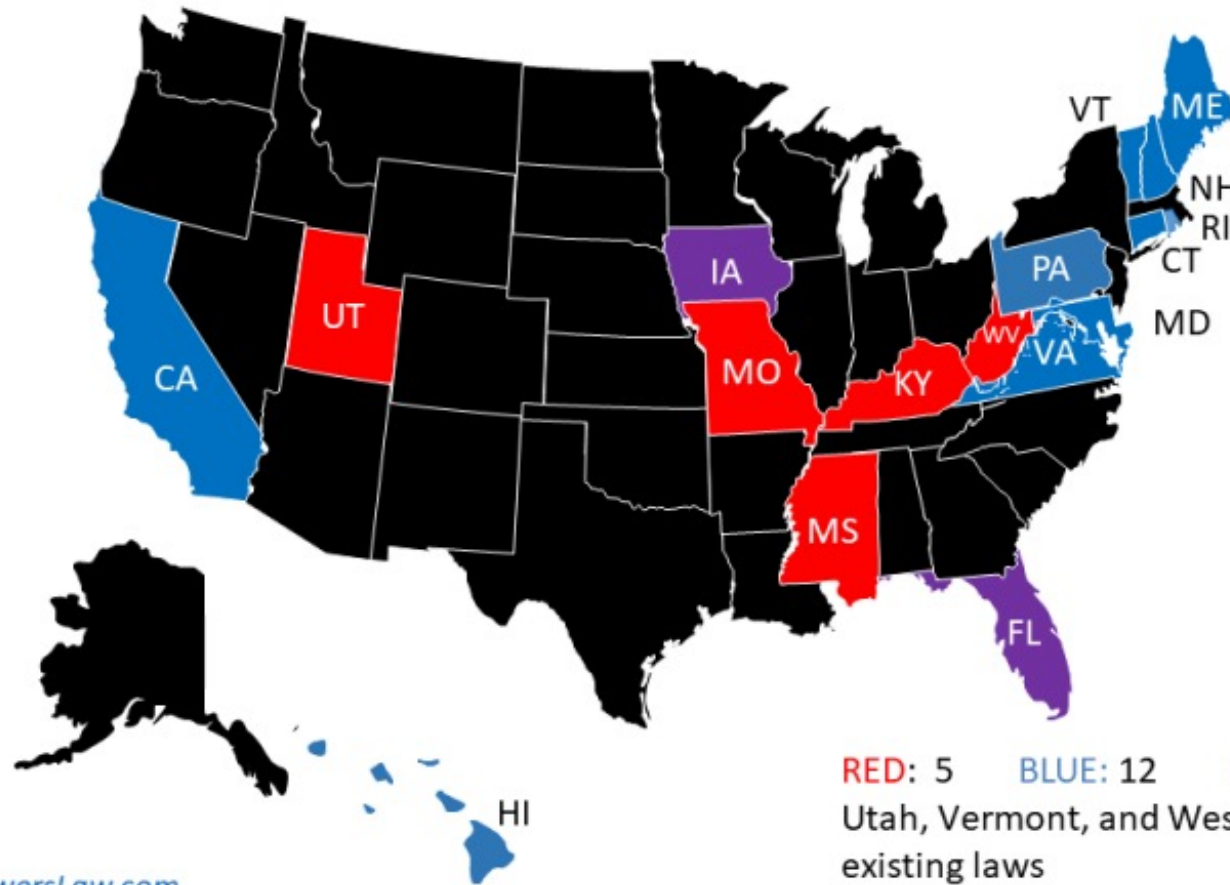 VT
ME
NH
RI
CT
PA
MD
IA
UT
WV
VA
CA
MO
KY
MS
FL
HI
RED: 5 BLUE: 12
Utah, Vermont, and
existing laws